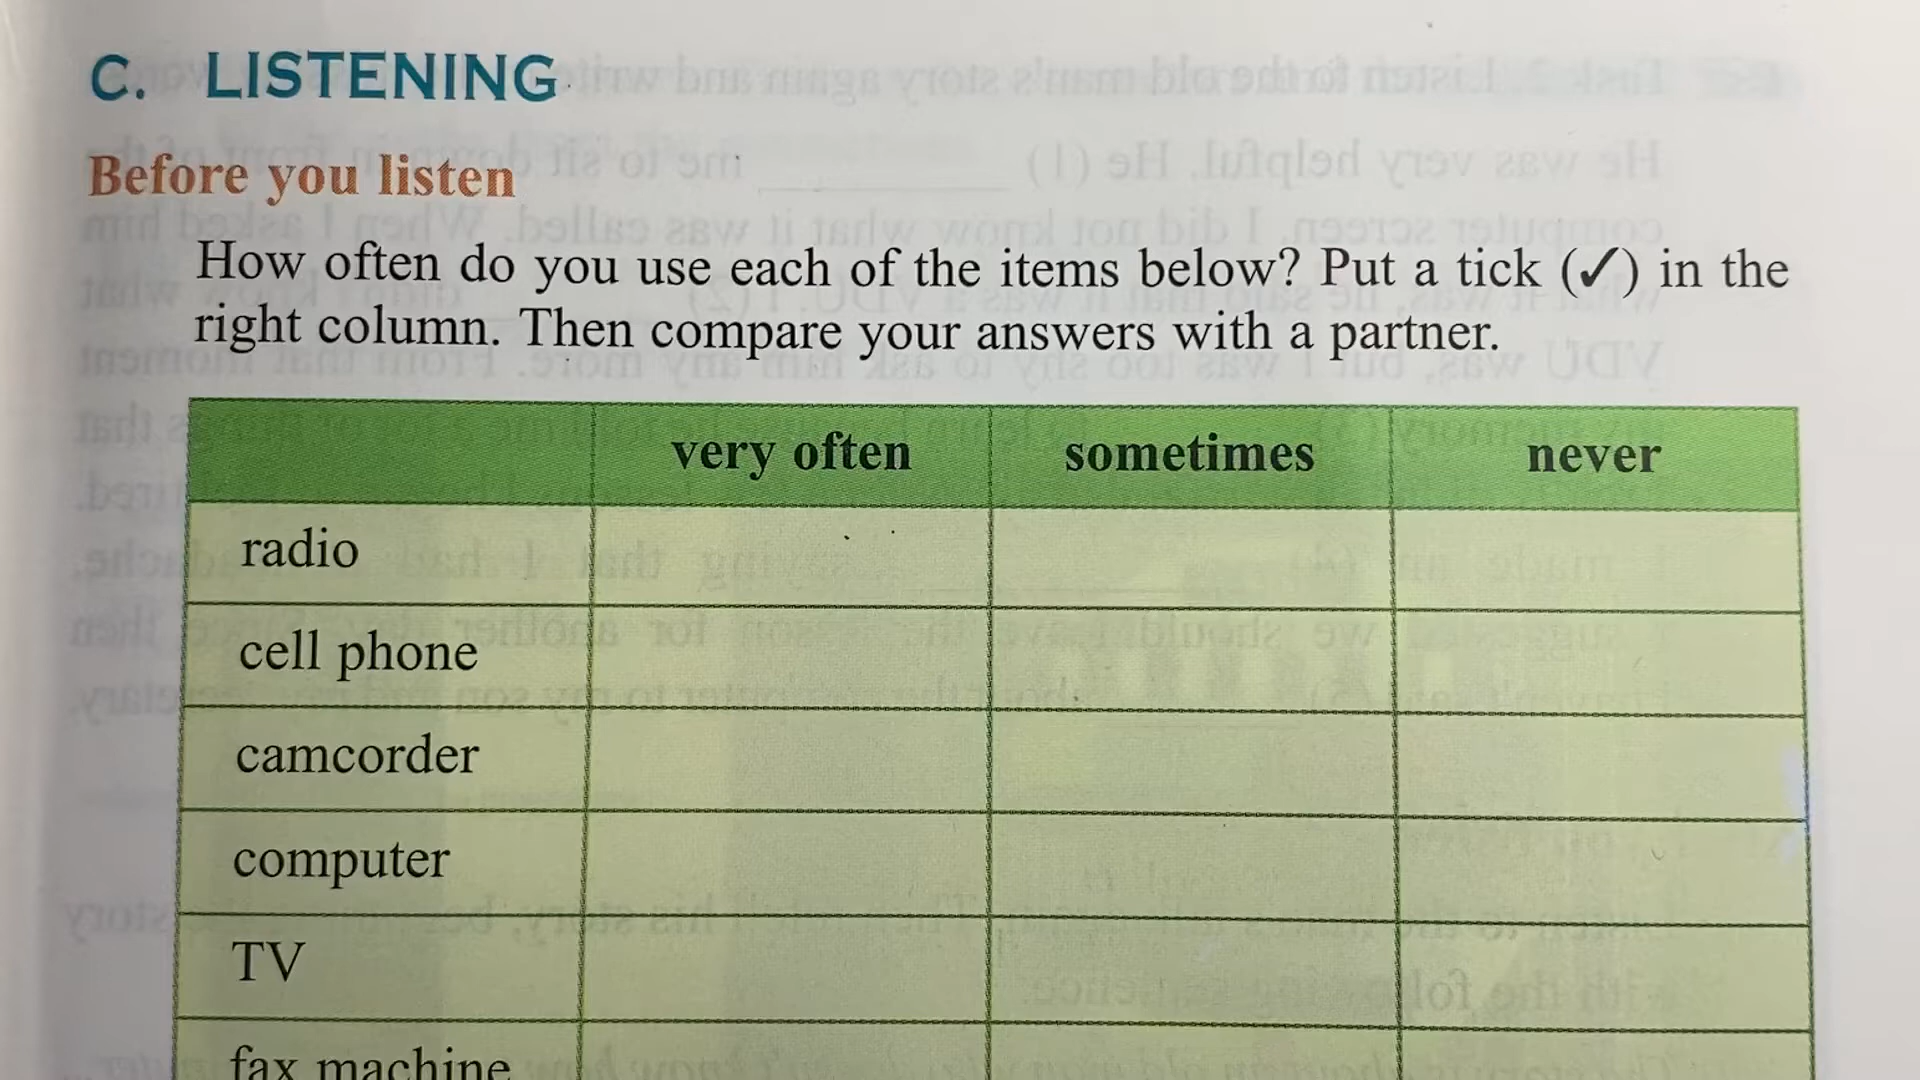 C. LISTENING
Before you listen
How often do you use each of the items below? Put a tick (✓) in the
right column. Then compare your answers with a partner.
very often sometimes never
radio
cell phone
camcorder
computer
TV
fax machine